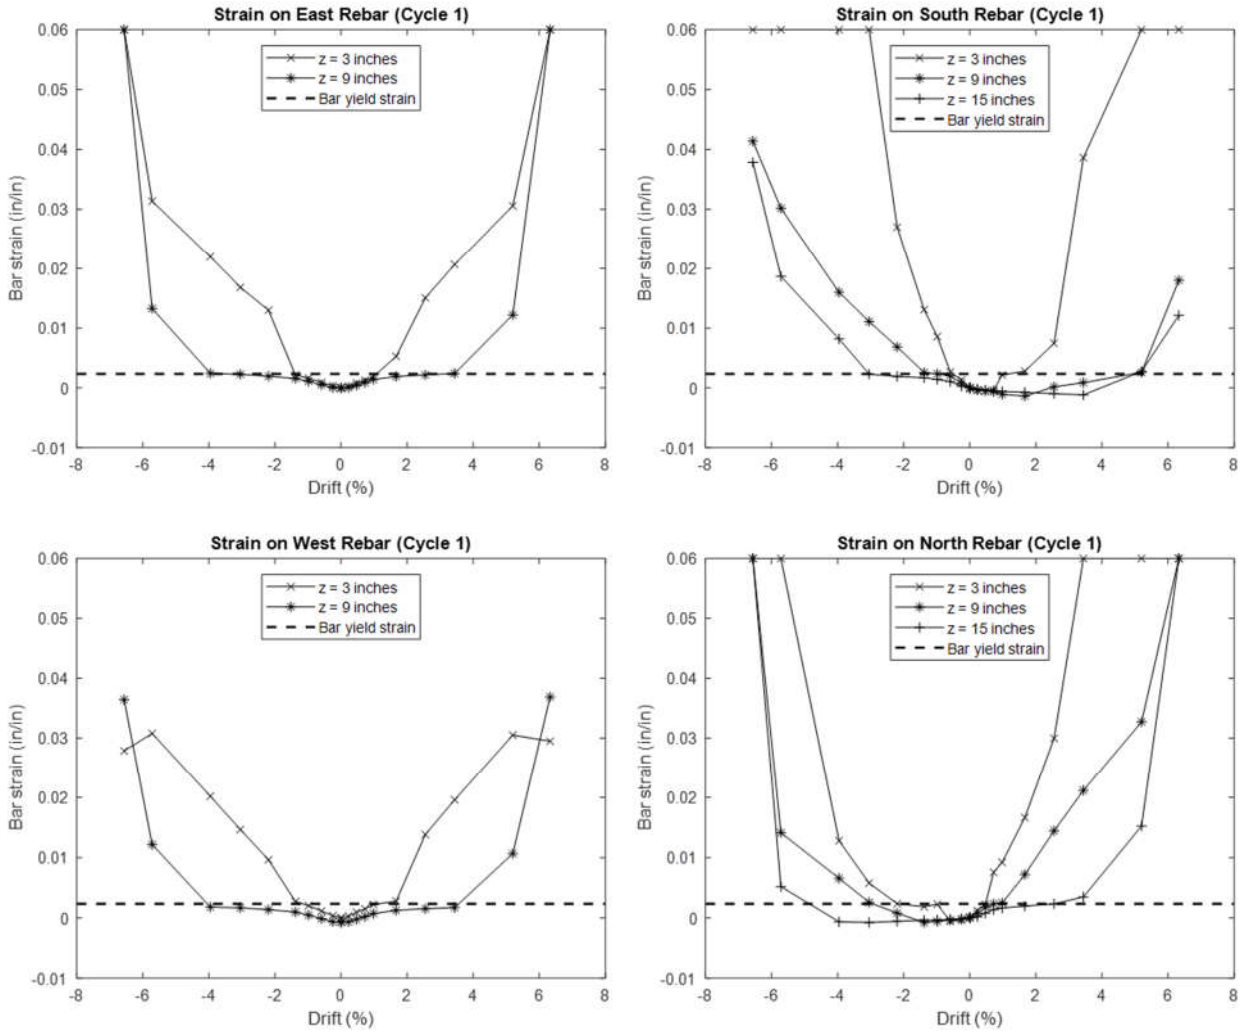 Strain on East Rebar (Cycle 1)
0.06
0.05
0.04
0.03
0.02
0.01
0
-0.01
Bar strain (in/in)
z = 3 inches
z = 9 inches
Bar yield strain
-8 -6 -4 -2 0 2 4 6 8
Drift (%)
Strain on South Rebar (Cycle 1)
0.06
0.05
0.04
0.03
0.02
0.01
0
-0.01
Bar strain (in/in)
z = 3 inches
z = 9 inches
z = 15 inches
Bar yield strain
-8 -6 -4 -2 0 2 4 6 8
Drift (%)
Strain on West Rebar (Cycle 1)
0.06
0.05
0.04
0.03
0.02
0.01
0
-0.01
Bar strain (in/in)
z = 3 inches
z = 9 inches
Bar yield strain
-8 -6 -4 -2 0 2 4 6 8
Drift (%)
Strain on North Rebar (Cycle 1)
0.06
0.05
0.04
0.03
0.02
0.01
0
-0.01
Bar strain (in/in)
z = 3 inches
z = 9 inches
z = 15 inches
Bar yield strain
-8 -6 -4 -2 0 2 4 6 8
Drift (%)